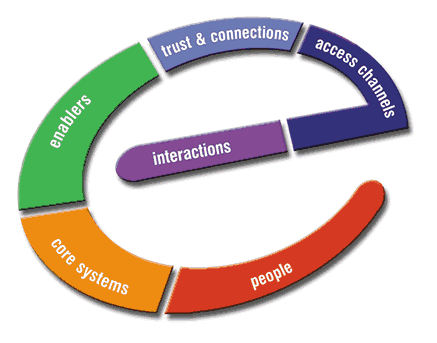 trust & connections
access channels
enablers
interactions
core systems
people